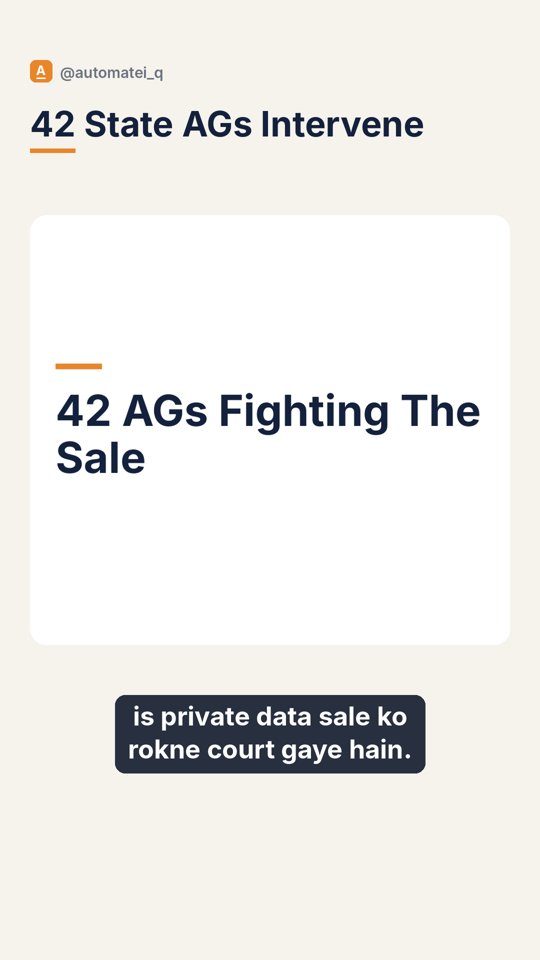 A
@automatei_q
42 State AGs Intervene
42 AGs Fighting The
Sale
is private data sale ko
rokne court gaye hain.